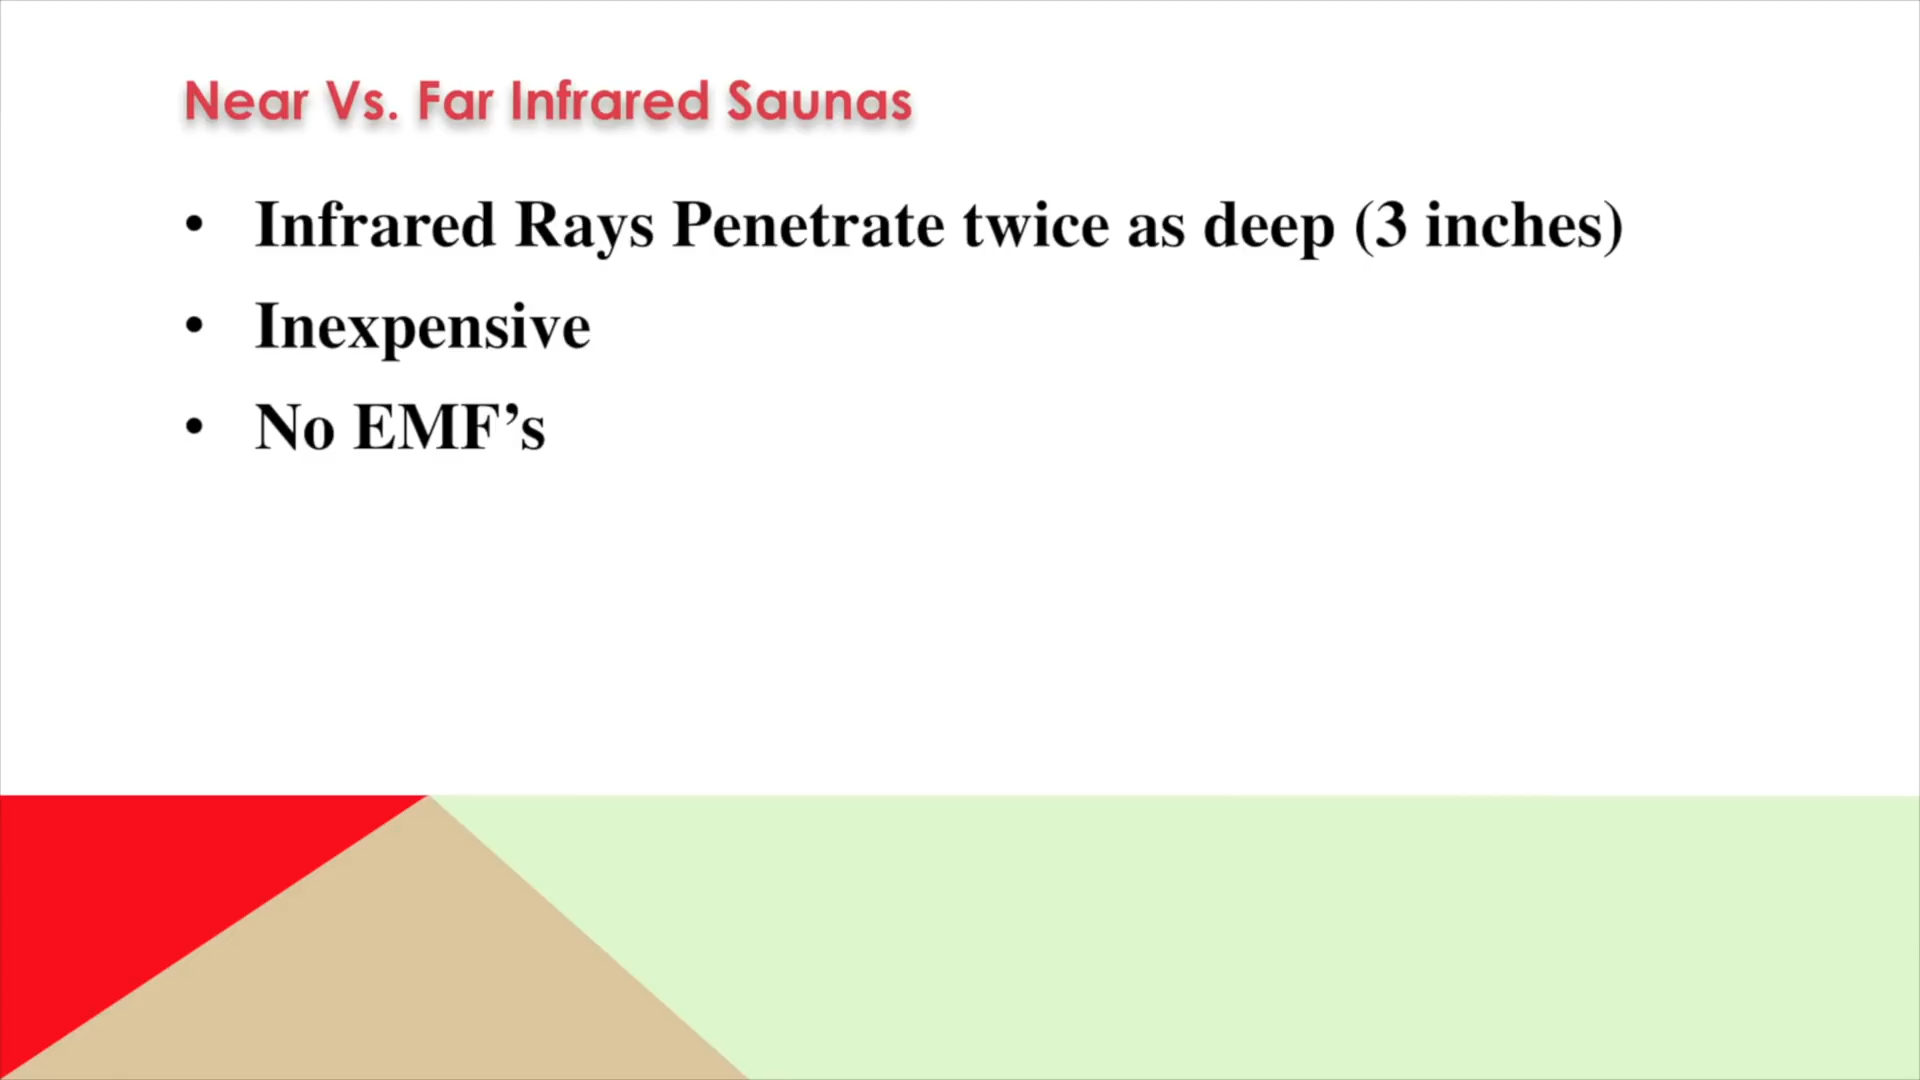 Near Vs. Far Infrared Saunas
• Infrared Rays Penetrate twice as deep (3 inches)
• Inexpensive
• No EMF’s